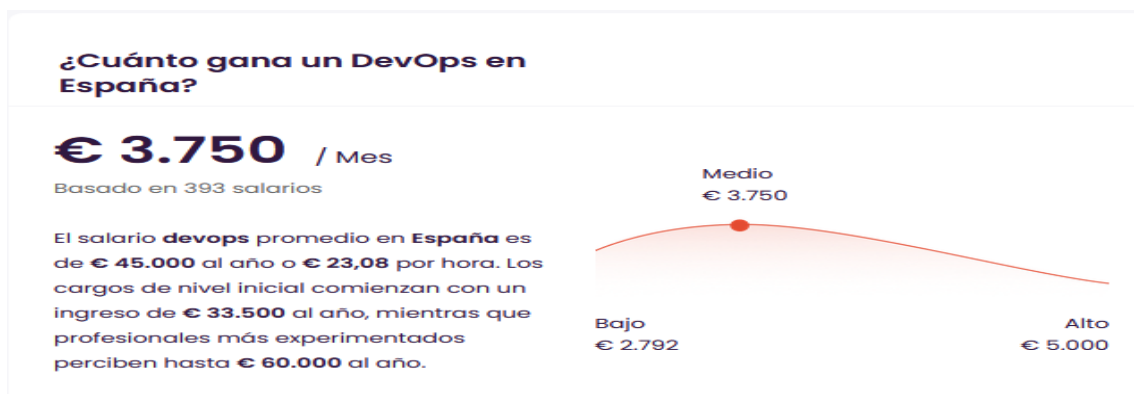 ¿Cuánto gana un DevOps en
España?
€ 3.750 / Mes
Basado en 393 salarios
El salario devops promedio en España es
de € 45.000 al año o € 23,08 por hora. Los
cargos de nivel inicial comienzan con un
ingreso de € 33.500 al año, mientras que
profesionales más experimentados
perciben hasta € 60.000 al año.
Medio
€ 3.750
Bajo
€ 2.792
Alto
€ 5.000